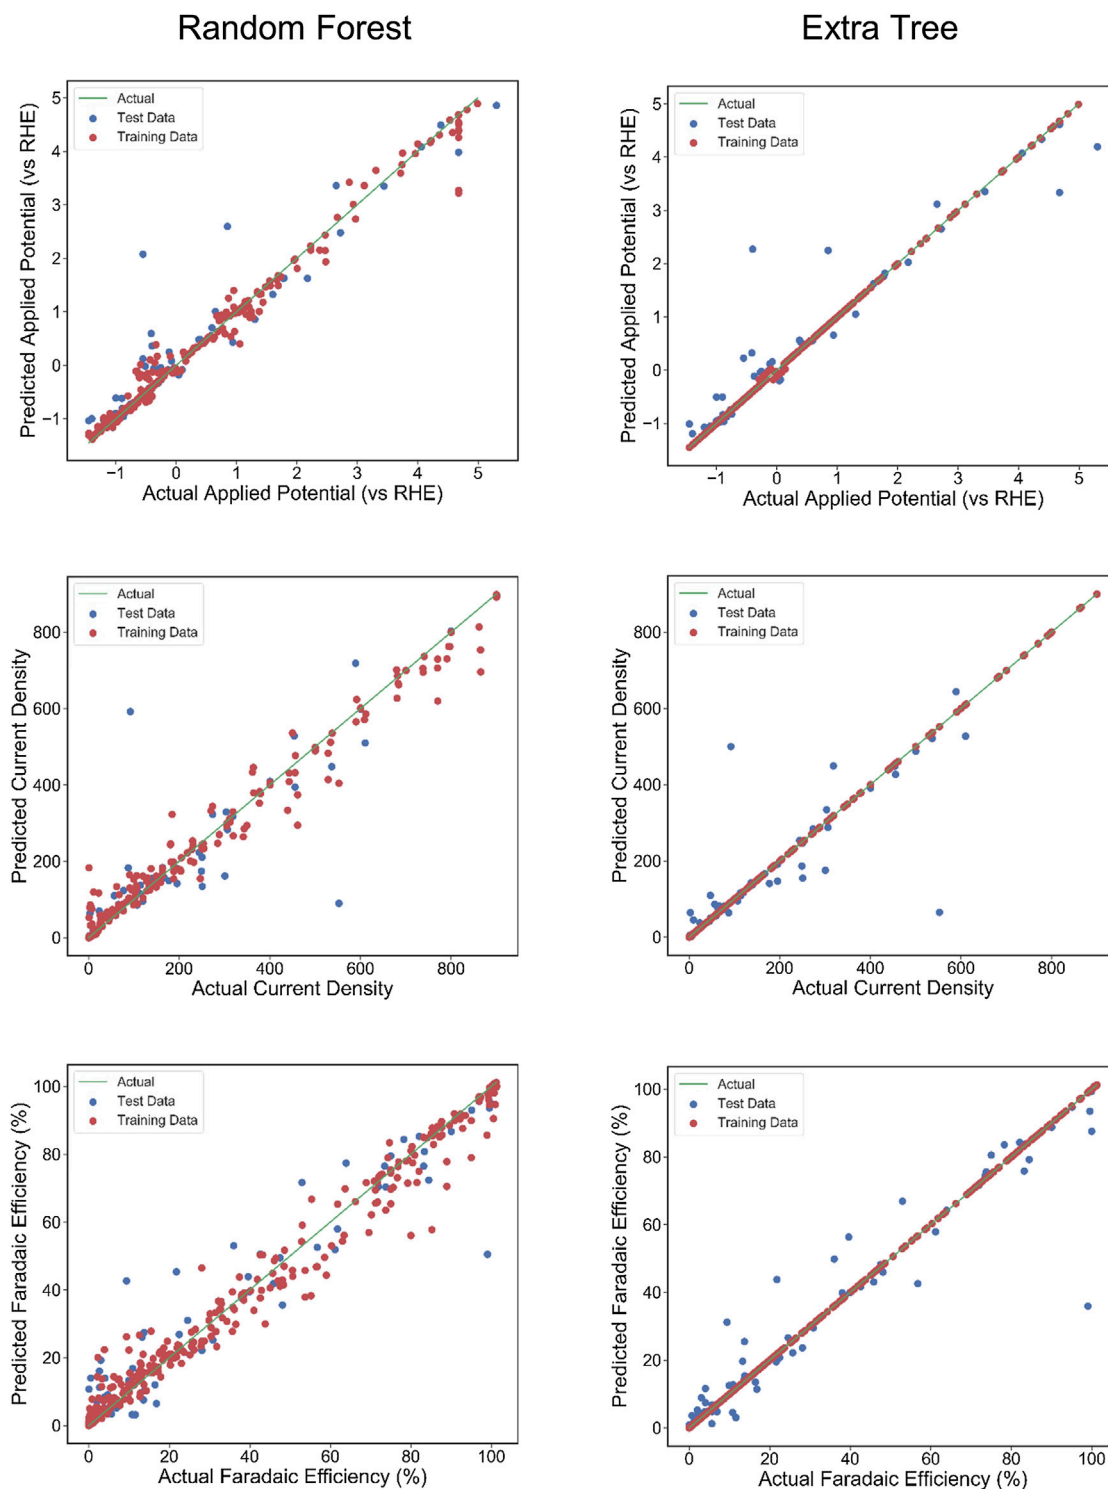 Random Forest
Extra Tree
Actual
Test Data
Training Data
Predicted Applied Potential (vs RHE)
5
4
3
2
1
0
−1
−1 0 1 2 3 4 5
Actual Applied Potential (vs RHE)
Actual
Test Data
Training Data
Predicted Applied Potential (vs RHE)
5
4
3
2
1
0
−1
−1 0 1 2 3 4 5
Actual Applied Potential (vs RHE)
Actual
Test Data
Training Data
Predicted Current Density
800
600
400
200
0
0 200 400 600 800
Actual Current Density
Actual
Test Data
Training Data
Predicted Current Density
800
600
400
200
0
0 200 400 600 800
Actual Current Density
Actual
Test Data
Training Data
Predicted Faradaic Efficiency (%)
100
80
60
40
20
0
0 20 40 60 80 100
Actual Faradaic Efficiency (%)
Actual
Test Data
Training Data
Predicted Faradaic Efficiency (%)
100
80
60
40
20
0
0 20 40 60 80 100
Actual Faradaic Efficiency (%)